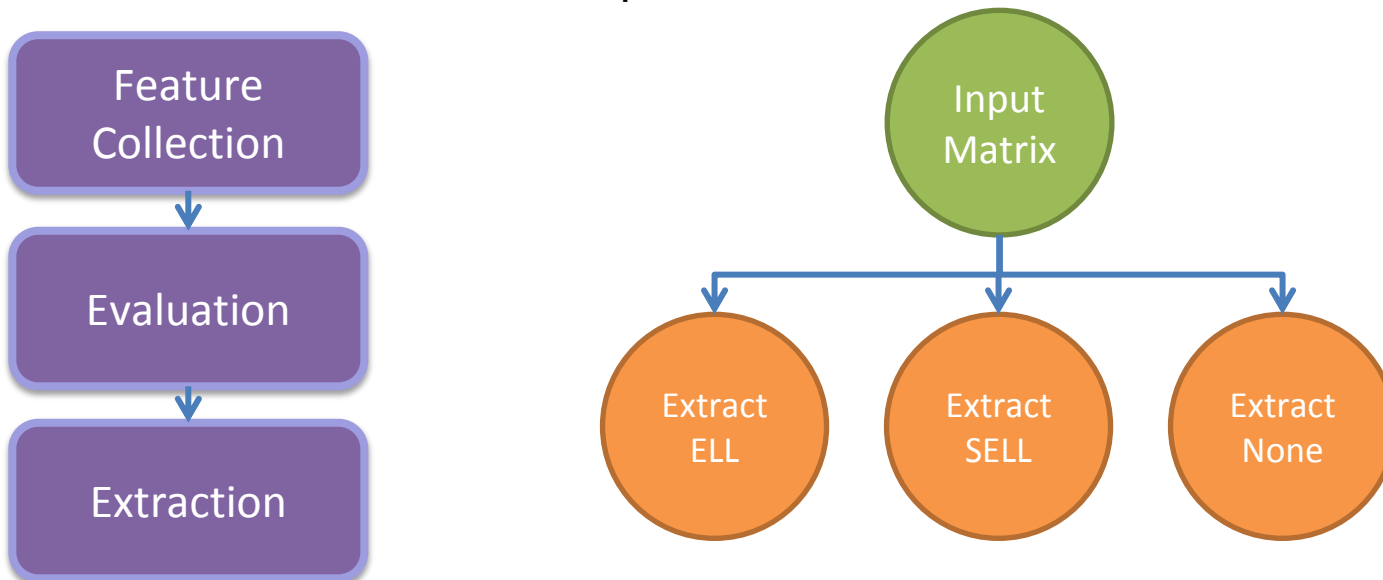 Feature
Collection
Evaluation
Extraction
Input
Matrix
Extract
ELL
Extract
SELL
Extract
None